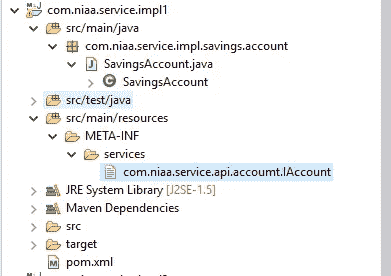 com.niaa.service.impl1
src/main/java
com.niaa.service.impl.savings.account
SavingsAccount.java
SavingsAccount
src/test/java
src/main/resources
META-INF
services
com.niaa.service.api.accoumt.IAccount
JRE System Library [J2SE-1.5]
Maven Dependencies
src
target
pom.xml